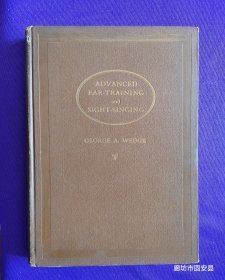 ADVANCED
EAR-TRAINING
and
SIGHT-SINGING
GEORGE A. WEDGE
廊坊市固安县